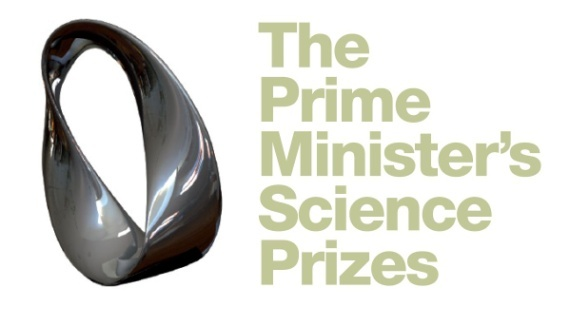 The
Prime
Minister’s
Science
Prizes